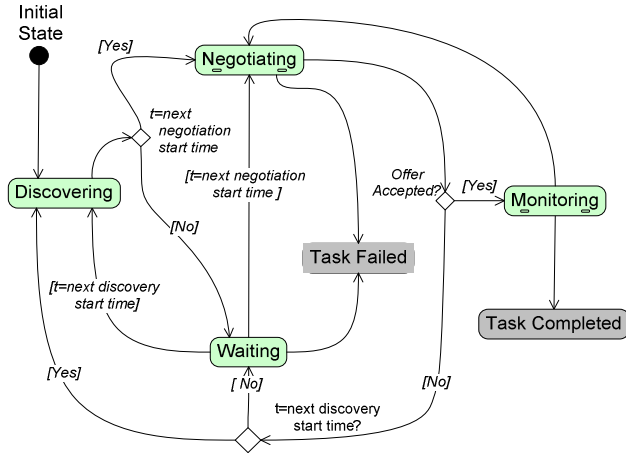 Initial
State
[Yes]
Negotiating
t=next
negotiation
start time
[t=next negotiation
start time ]
Offer
Accepted?
[Yes]
Discovering
Monitoring
[No]
Task Failed
[t=next discovery
start time]
Task Completed
Waiting
[Yes]
[ No]
[No]
t=next discovery
start time?